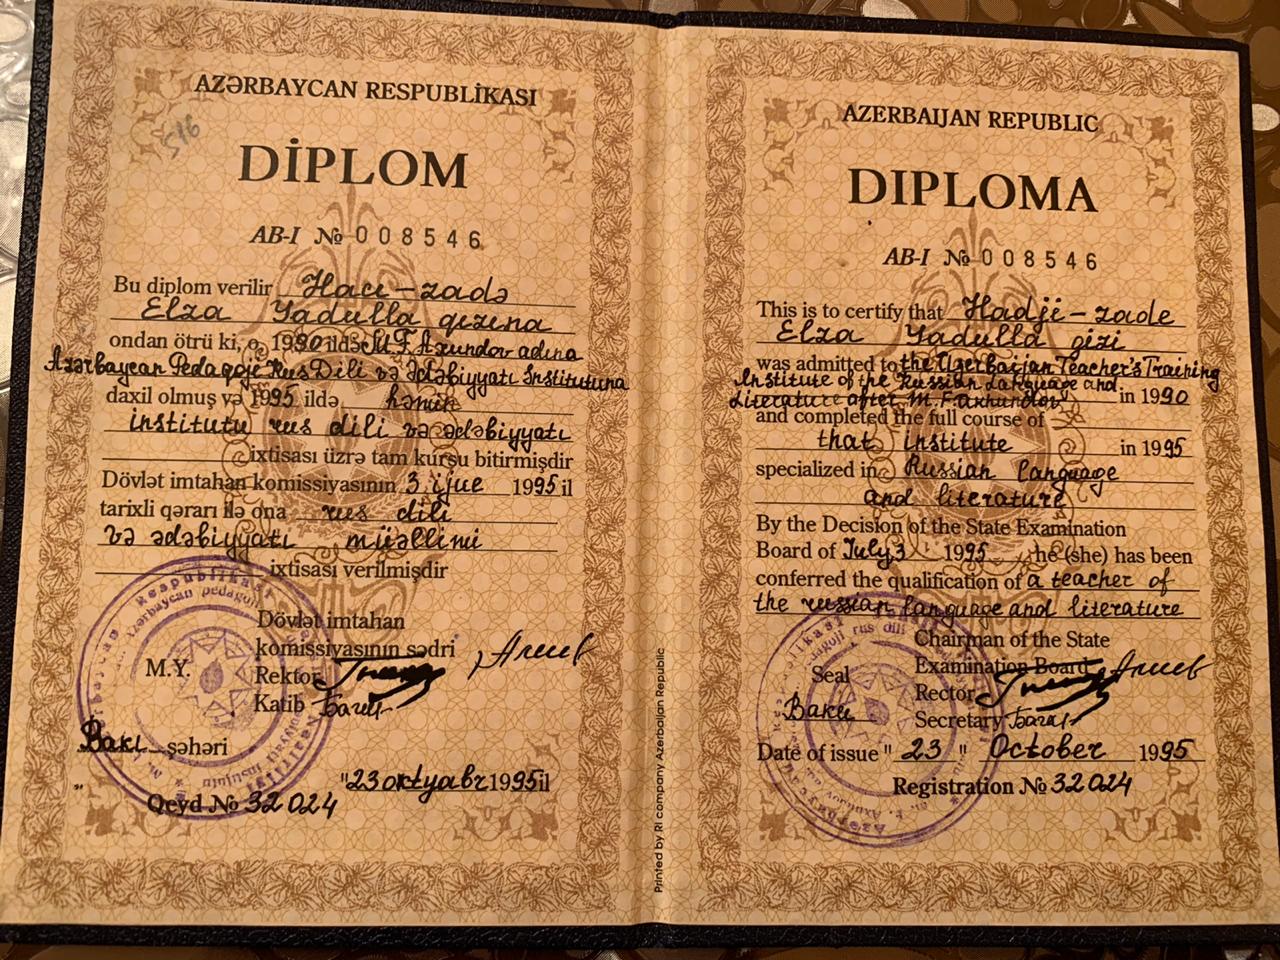 AZƏRBAYCAN RESPUBLİKASI
516
DİPLOM
AB-I № 008546
Bu diplom verilir Hacı-zadə
Elza Yadulla qızına
ondan ötrü ki, o, 1990 ildə M.F.Axundov adına
Azərbaycan Pedaqoji Rus Dili və Ədəbiyyatı İnstitutuna
daxil olmuş və 1995 ildə həmin
institutu rus dili və ədəbiyyatı
ixtisası üzrə tam kursu bitirmişdir
Dövlət imtahan komissiyasının 3 iyue 1995 il
tarixli qərarı ilə ona rus dili
və ədəbiyyatı müəllimi
ixtisası verilmişdir
Dövlət imtahan
komissiyasının sədri
M.Y.
Rektor
Katib
Bakı şəhəri
"23 oktyabr 1995 il
Qeyd № 32024
Printed by RI company Azerbaijan Republic
AZERBAIJAN REPUBLIC
DIPLOMA
AB-I № 008546
This is to certify that Hadji-zade
Elza Yadulla gizi
was admitted to the Azerbaijan Teacher's Training
Institute of the Russian Language and
Literature after M.F.Akhundov in 1990
and completed the full course of
that institute in 1995
specialized in Russian language
and literature
By the Decision of the State Examination
Board of July 3 1995 he (she) has been
conferred the qualification of a teacher of
the russian language and literature
Chairman of the State
Seal
Examination Board
Rector
Baku
Secretary
Date of issue " 23 " October 1995
Registration № 32024